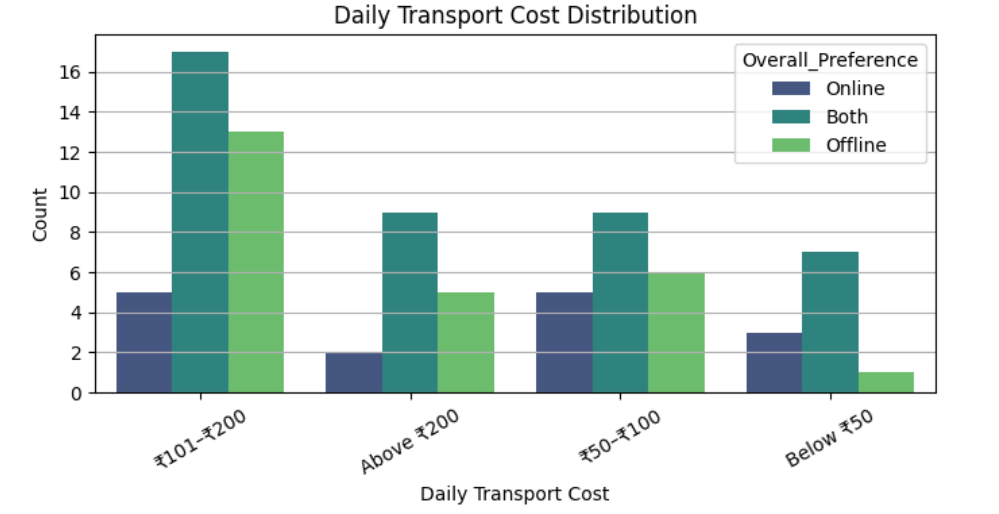 Daily Transport Cost Distribution
Overall_Preference
Online
Both
Offline
16
14
12
10
8
6
4
2
0
Count
₹101–₹200
Above ₹200
₹50–₹100
Below ₹50
Daily Transport Cost